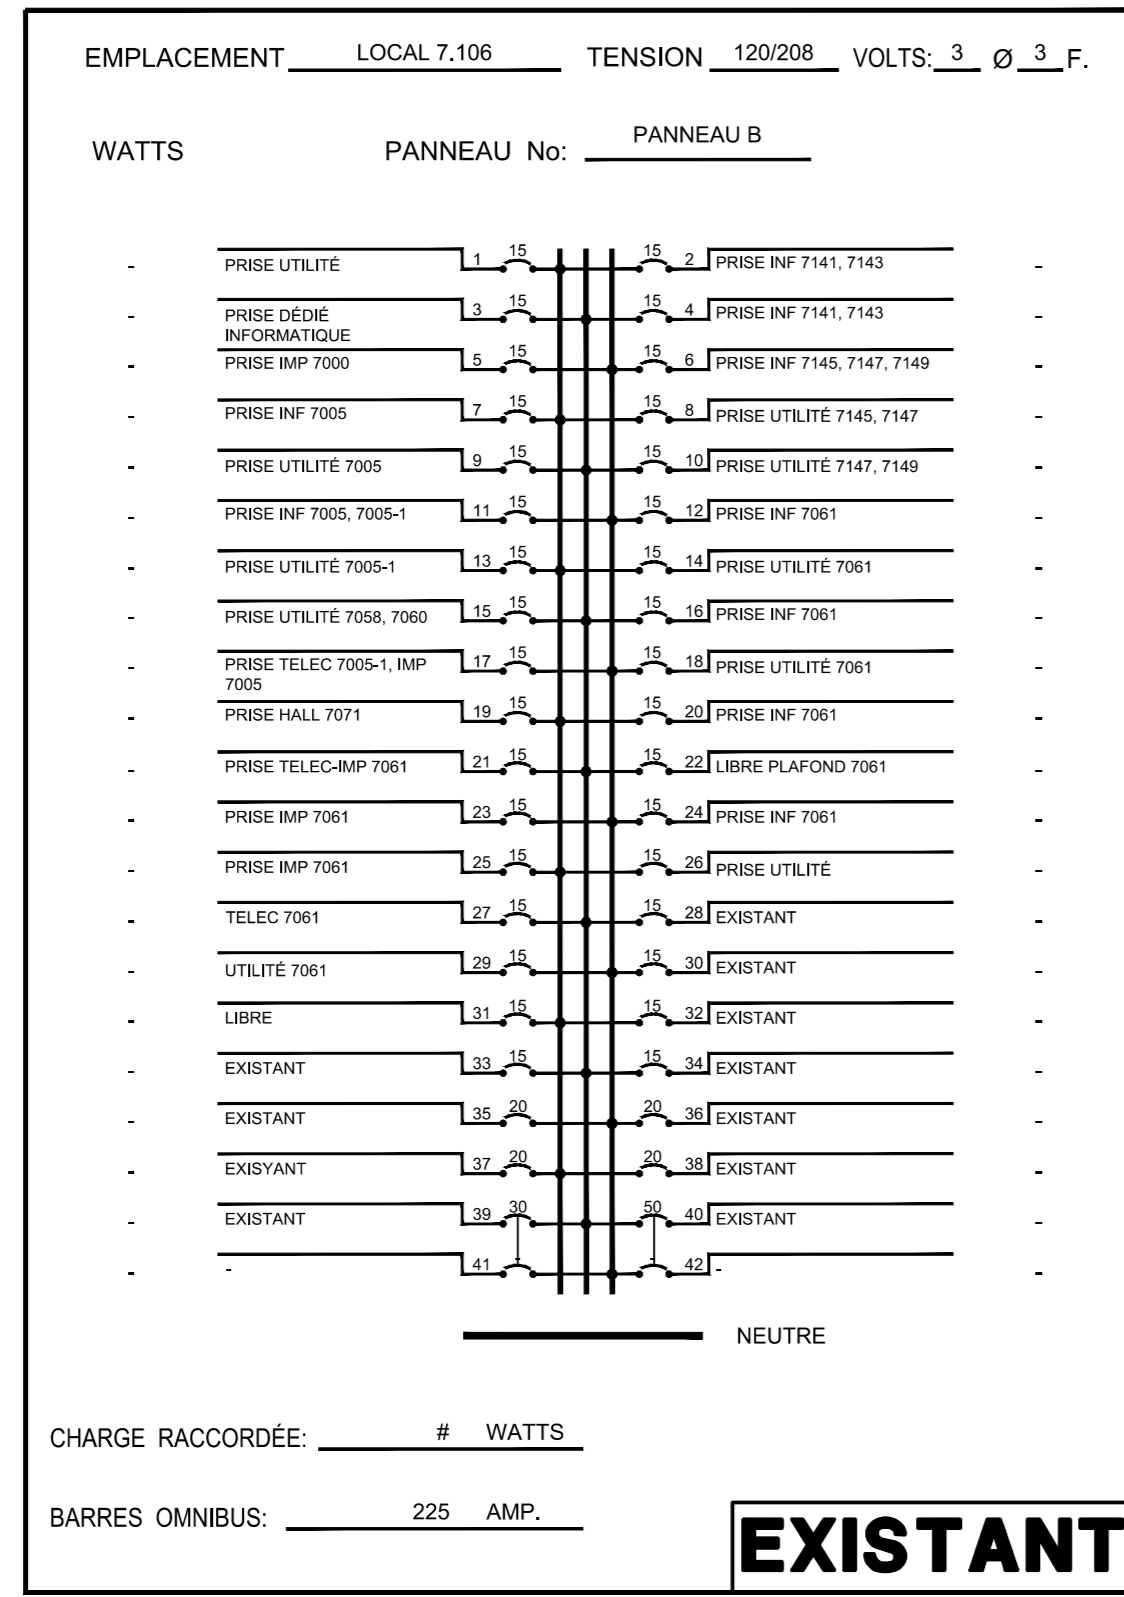 EMPLACEMENT LOCAL 7.106 TENSION 120/208 VOLTS: 3 Ø 3 F.
WATTS PANNEAU No: PANNEAU B
- PRISE UTILITÉ 1 15 15 2 PRISE INF 7141, 7143 -
- PRISE DÉDIÉ 3 15 15 4 PRISE INF 7141, 7143 -
INFORMATIQUE
- PRISE IMP 7000 5 15 15 6 PRISE INF 7145, 7147, 7149 -
- PRISE INF 7005 7 15 15 8 PRISE UTILITÉ 7145, 7147 -
- PRISE UTILITÉ 7005 9 15 15 10 PRISE UTILITÉ 7147, 7149 -
- PRISE INF 7005, 7005-1 11 15 15 12 PRISE INF 7061 -
- PRISE UTILITÉ 7005-1 13 15 15 14 PRISE UTILITÉ 7061 -
- PRISE UTILITÉ 7058, 7060 15 15 15 16 PRISE INF 7061 -
- PRISE TELEC 7005-1, IMP 17 15 15 18 PRISE UTILITÉ 7061 -
7005
- PRISE HALL 7071 19 15 15 20 PRISE INF 7061 -
- PRISE TELEC-IMP 7061 21 15 15 22 LIBRE PLAFOND 7061 -
- PRISE IMP 7061 23 15 15 24 PRISE INF 7061 -
- PRISE IMP 7061 25 15 15 26 PRISE UTILITÉ -
- TELEC 7061 27 15 15 28 EXISTANT -
- UTILITÉ 7061 29 15 15 30 EXISTANT -
- LIBRE 31 15 15 32 EXISTANT -
- EXISTANT 33 15 15 34 EXISTANT -
- EXISTANT 35 20 20 36 EXISTANT -
- EXISYANT 37 20 20 38 EXISTANT -
- EXISTANT 39 30 50 40 EXISTANT -
- - 41 - - 42 - -
NEUTRE
CHARGE RACCORDÉE: # WATTS
BARRES OMNIBUS: 225 AMP.
EXISTANT